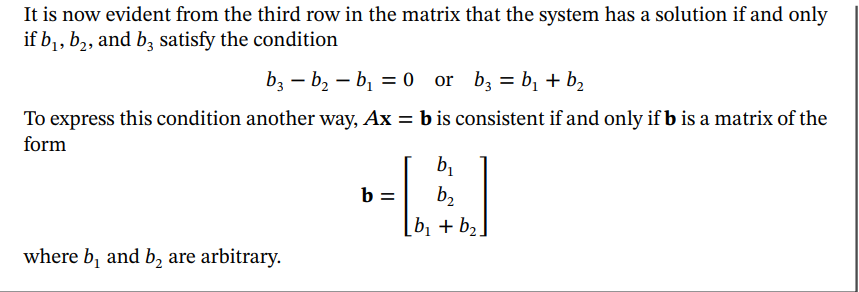 It is now evident from the third row in the matrix that the system has a solution if and only
if b₁, b₂, and b₃ satisfy the condition
b₃ − b₂ − b₁ = 0 or b₃ = b₁ + b₂
To express this condition another way, Ax = b is consistent if and only if b is a matrix of the
form
b₁
b = b₂
b₁ + b₂
where b₁ and b₂ are arbitrary.